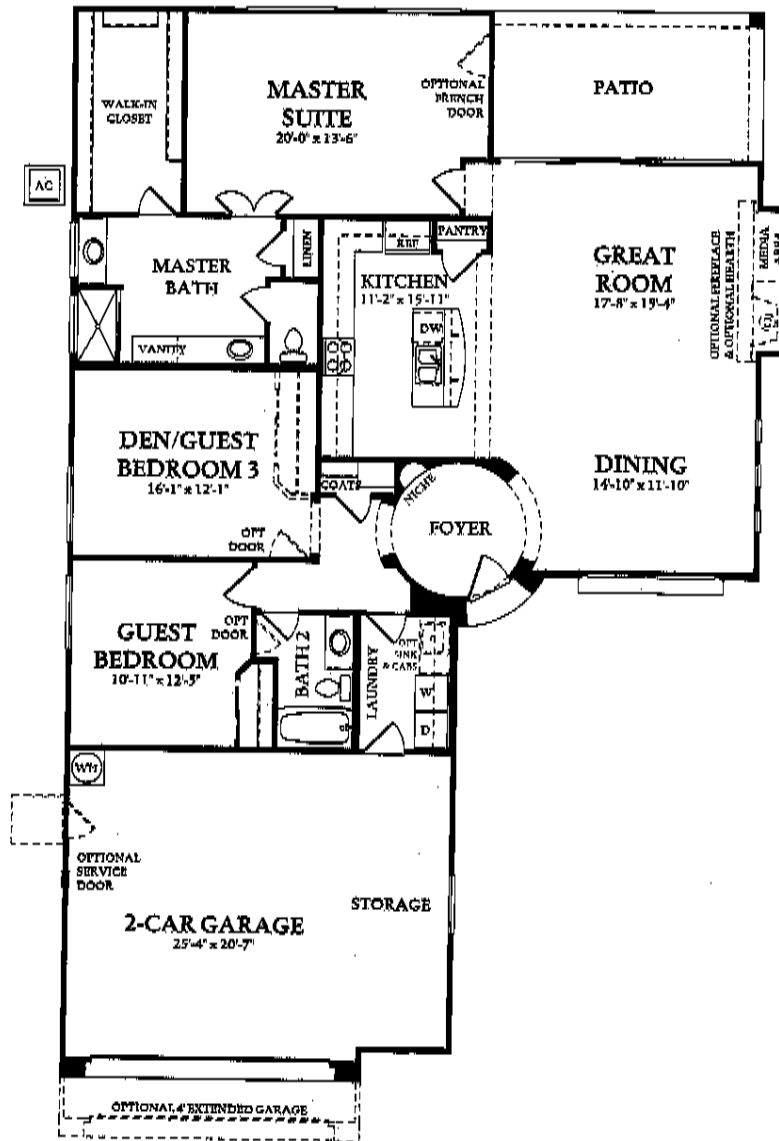 WALK-IN
CLOSET
MASTER
SUITE
20'-0" x 13'-6"
OPTIONAL
FRENCH
DOOR
PATIO
AC
MASTER
BATH
LINEN
VANITY
REF
PANTRY
KITCHEN
11'-2" x 15'-11"
DW
GREAT
ROOM
17'-8" x 19'-4"
OPTIONAL FIREPLACE
& OPTIONAL HEARTH
MEDIA
AREA
DEN/GUEST
BEDROOM 3
16'-1" x 12'-1"
OPT
DOOR
COATS
NICHE
FOYER
DINING
14'-10" x 11'-10"
GUEST
BEDROOM
10'-11" x 12'-5"
OPT
DOOR
BATH 2
LAUNDRY
OPT
SINK
& CABS
W
D
WH
OPTIONAL
SERVICE
DOOR
STORAGE
2-CAR GARAGE
25'-4" x 20'-7"
OPTIONAL 4' EXTENDED GARAGE